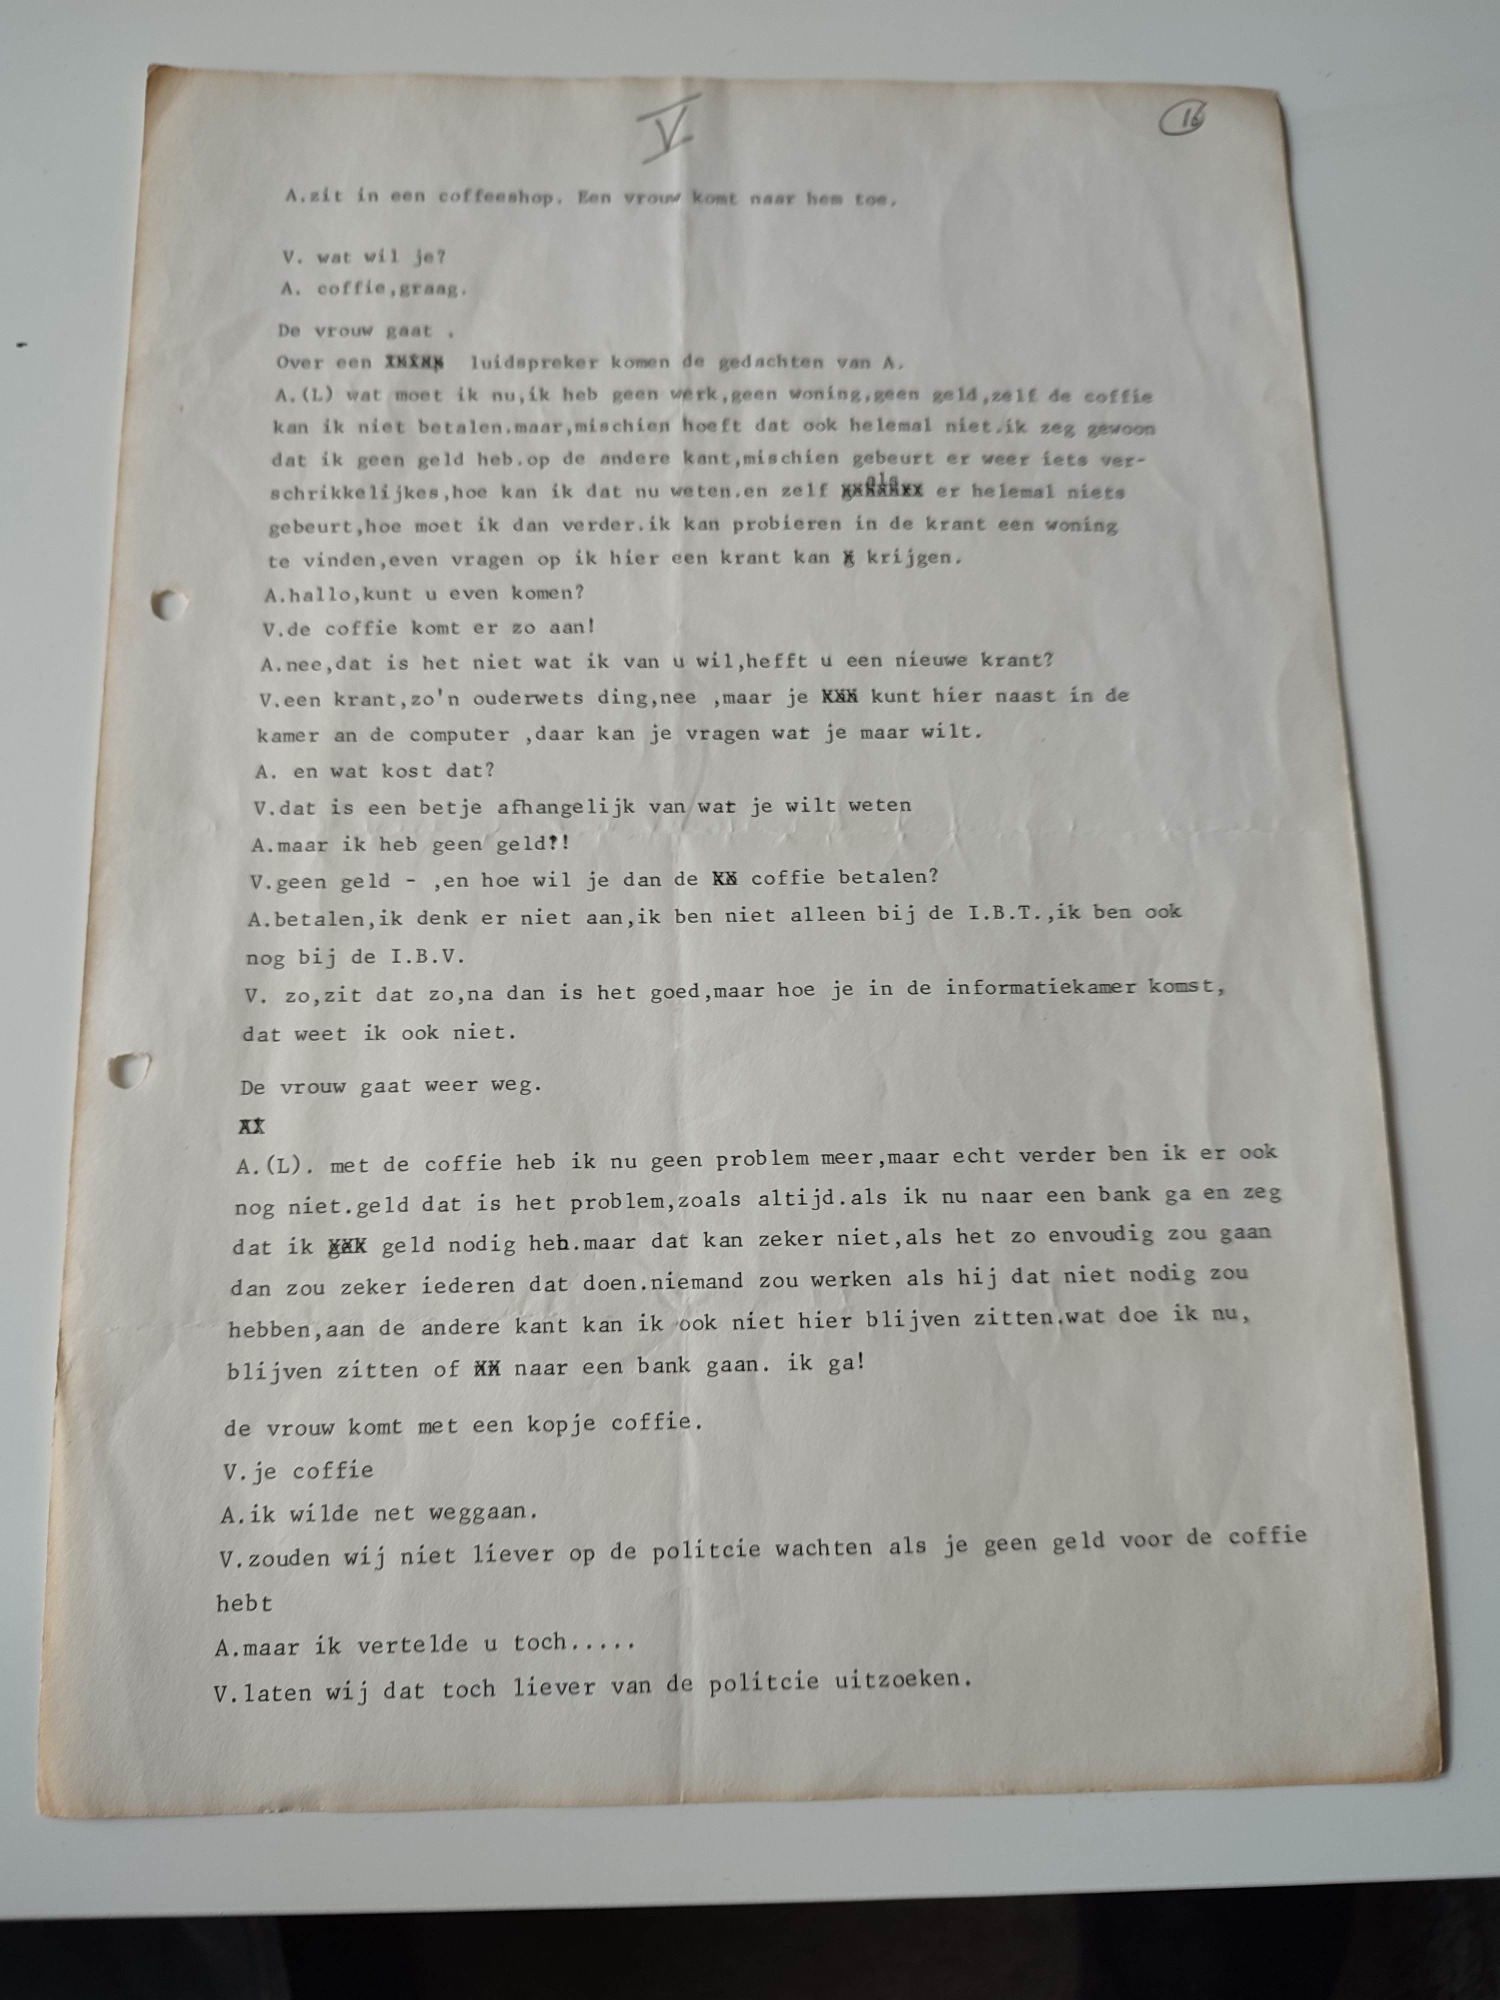 V
16
A.zit in een coffeeshop. Een vrouw komt naar hem toe.
V. wat wil je?
A. coffie,graag.
De vrouw gaat .
Over een luidspreker komen de gedachten van A.
A.(L) wat moet ik nu,ik heb geen werk,geen woning,geen geld,zelf de coffie
kan ik niet betalen.maar,mischien hoeft dat ook helemal niet.ik zeg gewoon
dat ik geen geld heb.op de andere kant,mischien gebeurt er weer iets ver-
schrikkelijkes,hoe kan ik dat nu weten.en zelf als er helemal niets
gebeurt,hoe moet ik dan verder.ik kan probieren in de krant een woning
te vinden,even vragen op ik hier een krant kan krijgen.
A.hallo,kunt u even komen?
V.de coffie komt er zo aan!
A.nee,dat is het niet wat ik van u wil,hefft u een nieuwe krant?
V.een krant,zo'n ouderwets ding,nee ,maar je kunt hier naast in de
kamer an de computer ,daar kan je vragen wat je maar wilt.
A. en wat kost dat?
V.dat is een betje afhangelijk van wat je wilt weten
A.maar ik heb geen geld?!
V.geen geld - ,en hoe wil je dan de coffie betalen?
A.betalen,ik denk er niet aan,ik ben niet alleen bij de I.B.T.,ik ben ook
nog bij de I.B.V.
V. zo,zit dat zo,na dan is het goed,maar hoe je in de informatiekamer komst,
dat weet ik ook niet.
De vrouw gaat weer weg.
A.(L). met de coffie heb ik nu geen problem meer,maar echt verder ben ik er ook
nog niet.geld dat is het problem,zoals altijd.als ik nu naar een bank ga en zeg
dat ik geld nodig heb.maar dat kan zeker niet,als het zo envoudig zou gaan
dan zou zeker iederen dat doen.niemand zou werken als hij dat niet nodig zou
hebben,aan de andere kant kan ik ook niet hier blijven zitten.wat doe ik nu,
blijven zitten of naar een bank gaan. ik ga!
de vrouw komt met een kopje coffie.
V.je coffie
A.ik wilde net weggaan.
V.zouden wij niet liever op de politcie wachten als je geen geld voor de coffie
hebt
A.maar ik vertelde u toch.....
V.laten wij dat toch liever van de politcie uitzoeken.